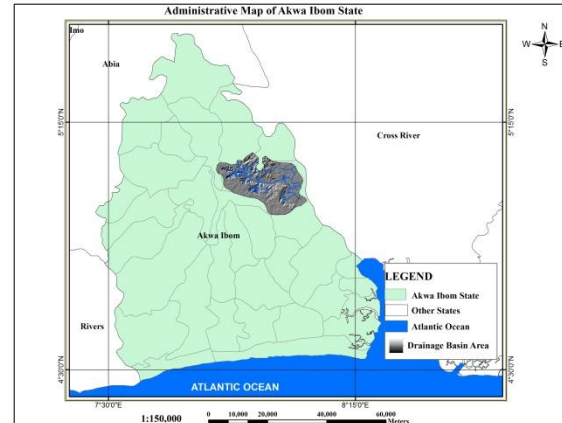 Administrative Map of Akwa Ibom State
Imo
Abia
N
W E
S
5°15'0"N
5°15'0"N
Cross River
Akwa Ibom
LEGEND
Akwa Ibom State
Other States
Atlantic Ocean
Drainage Basin Area
Rivers
4°30'0"N
4°30'0"N
ATLANTIC OCEAN
7°30'0"E
8°15'0"E
1:150,000
0 10,000 20,000 40,000 60,000
Meters